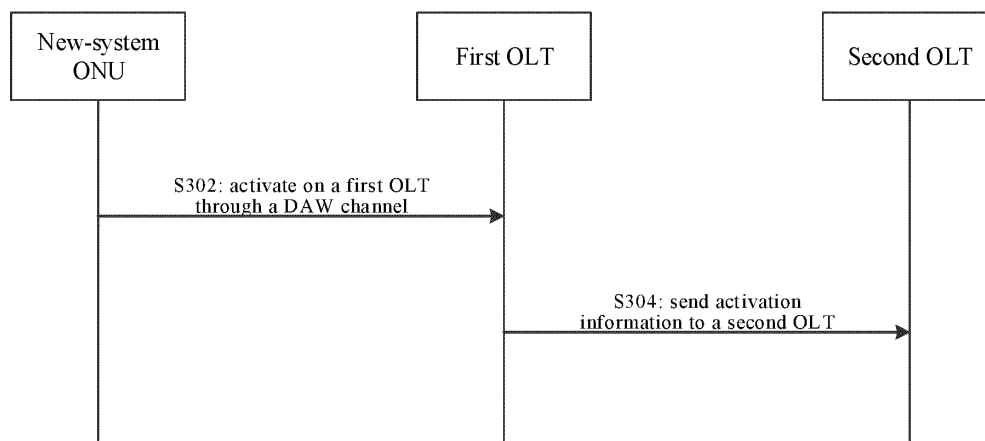 New-system
ONU
First OLT
Second OLT
S302: activate on a first OLT
through a DAW channel
S304: send activation
information to a second OLT